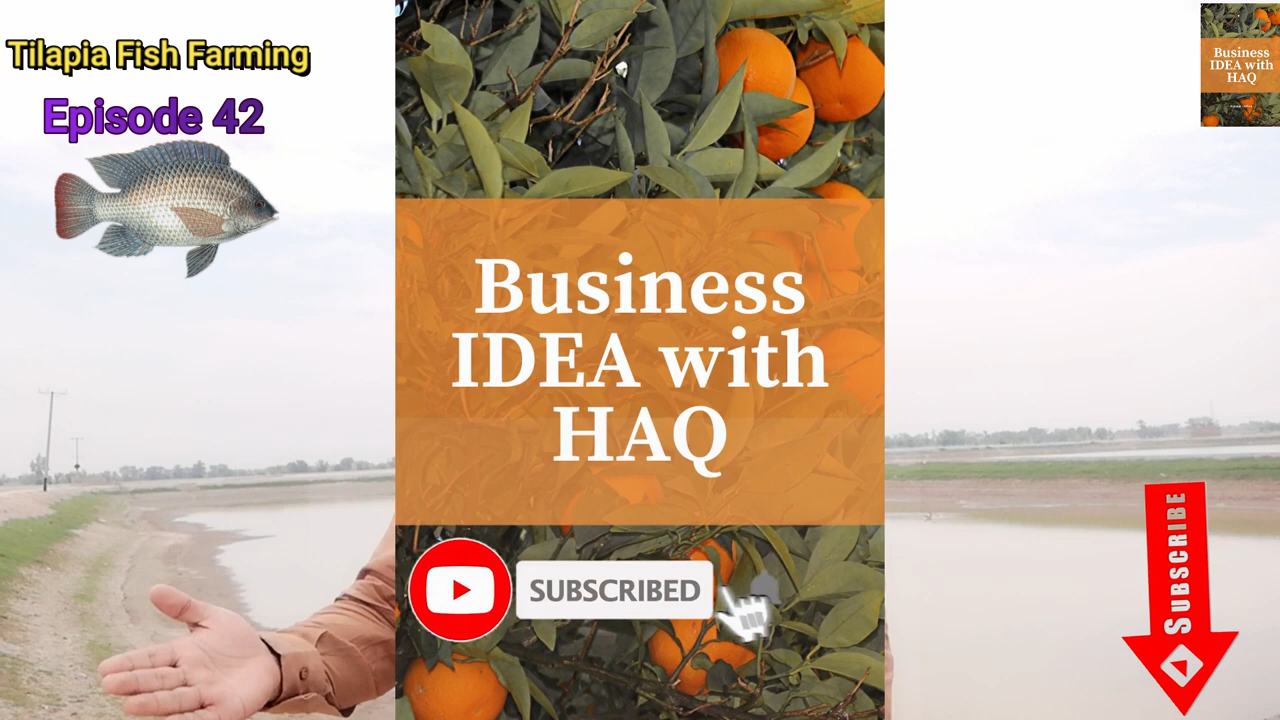 Tilapia Fish Farming
Episode 42
Business
IDEA with
HAQ
SUBSCRIBED
Business
IDEA with
HAQ
SUBSCRIBE